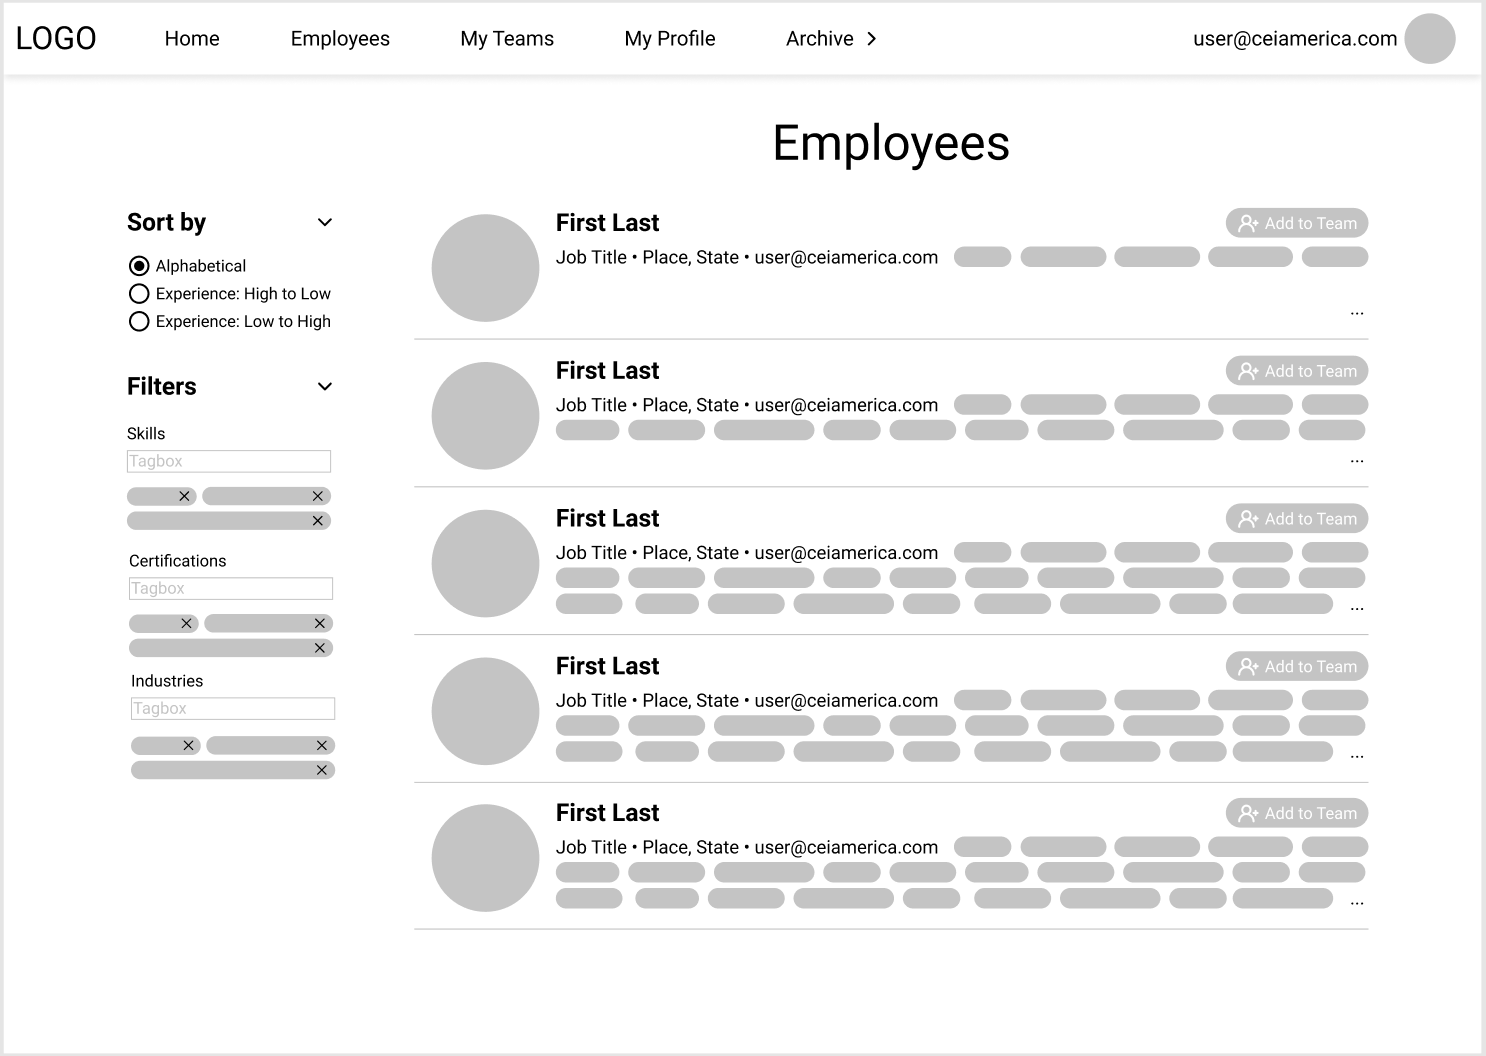 LOGO Home Employees My Teams My Profile Archive user@ceiamerica.com
Employees
Sort by
Alphabetical
Experience: High to Low
Experience: Low to High
Filters
Skills
Tagbox
Certifications
Tagbox
Industries
Tagbox
First Last
Add to Team
Job Title • Place, State • user@ceiamerica.com
...
First Last
Add to Team
Job Title • Place, State • user@ceiamerica.com
...
First Last
Add to Team
Job Title • Place, State • user@ceiamerica.com
...
First Last
Add to Team
Job Title • Place, State • user@ceiamerica.com
...
First Last
Add to Team
Job Title • Place, State • user@ceiamerica.com
...